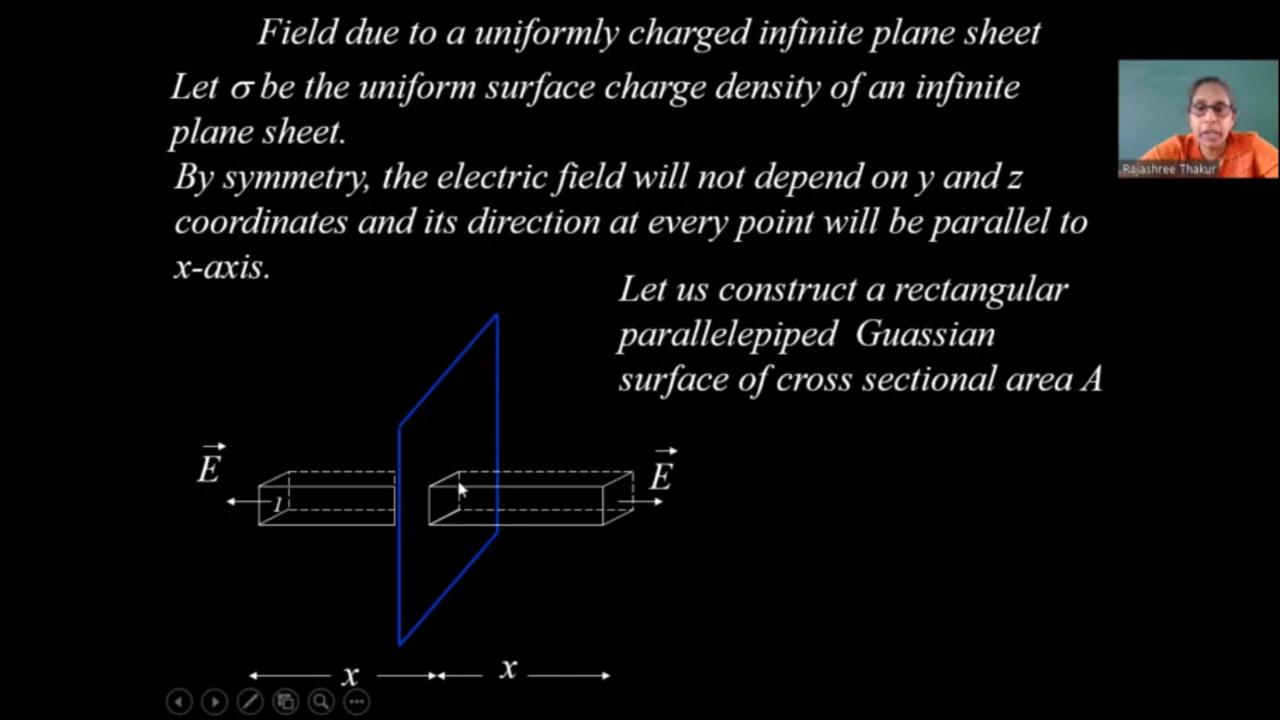 Field due to a uniformly charged infinite plane sheet
Let σ be the uniform surface charge density of an infinite
plane sheet.
By symmetry, the electric field will not depend on y and z
coordinates and its direction at every point will be parallel to
x-axis.
Rajashree Thakur
Let us construct a rectangular
parallelepiped Guassian
surface of cross sectional area A
E
E
1
x
x